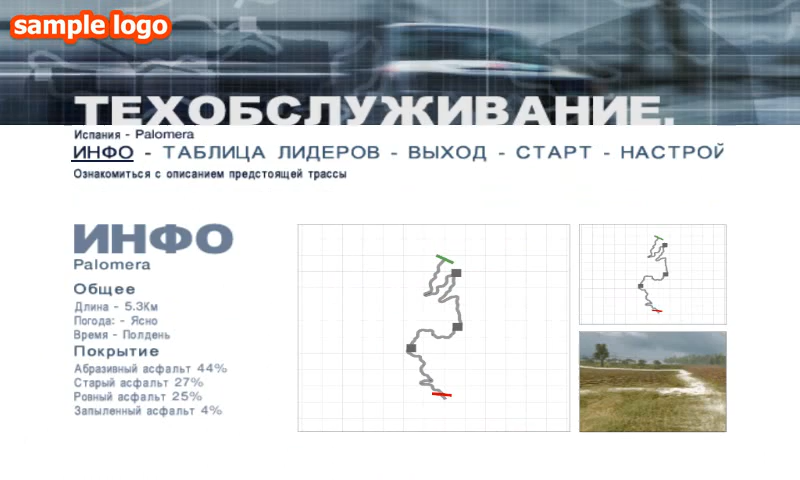 sample logo
ТЕХОБСЛУЖИВАНИЕ.
Испания - Palomera
ИНФО - ТАБЛИЦА ЛИДЕРОВ - ВЫХОД - СТАРТ - НАСТРОЙ
Ознакомиться с описанием предстоящей трассы
ИНФО
Palomera
Общее
Длина - 5.3Км
Погода: - Ясно
Время - Полдень
Покрытие
Абразивный асфальт 44%
Старый асфальт 27%
Ровный асфальт 25%
Запыленный асфальт 4%